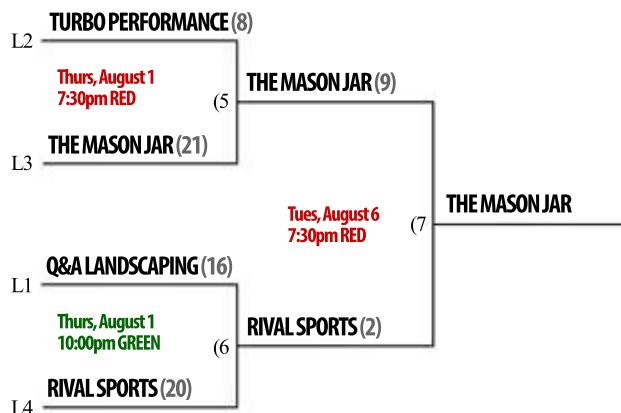 TURBO PERFORMANCE (8)
L2
Thurs, August 1
7:30pm RED
(5
THE MASON JAR (9)
THE MASON JAR (21)
L3
Tues, August 6
7:30pm RED
(7
THE MASON JAR
Q&A LANDSCAPING (16)
L1
Thurs, August 1
10:00pm GREEN
(6
RIVAL SPORTS (2)
RIVAL SPORTS (20)
L4